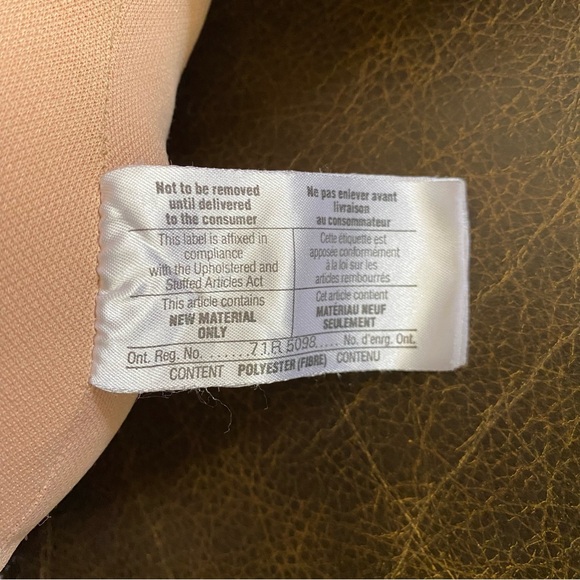 Not to be removed
until delivered
to the consumer
Ne pas enlever avant
livraison
au consommateur
This label is affixed in
compliance
with the Upholstered and
Stuffed Articles Act
Cette étiquette est
apposée conformément
à la loi sur les
articles rembourrés
This article contains
NEW MATERIAL
ONLY
Cet article contient
MATÉRIAU NEUF
SEULEMENT
Ont. Reg. No. ......71R 5098.... No. d'enrg. Ont.
CONTENT POLYESTER (FIBRE) CONTENU